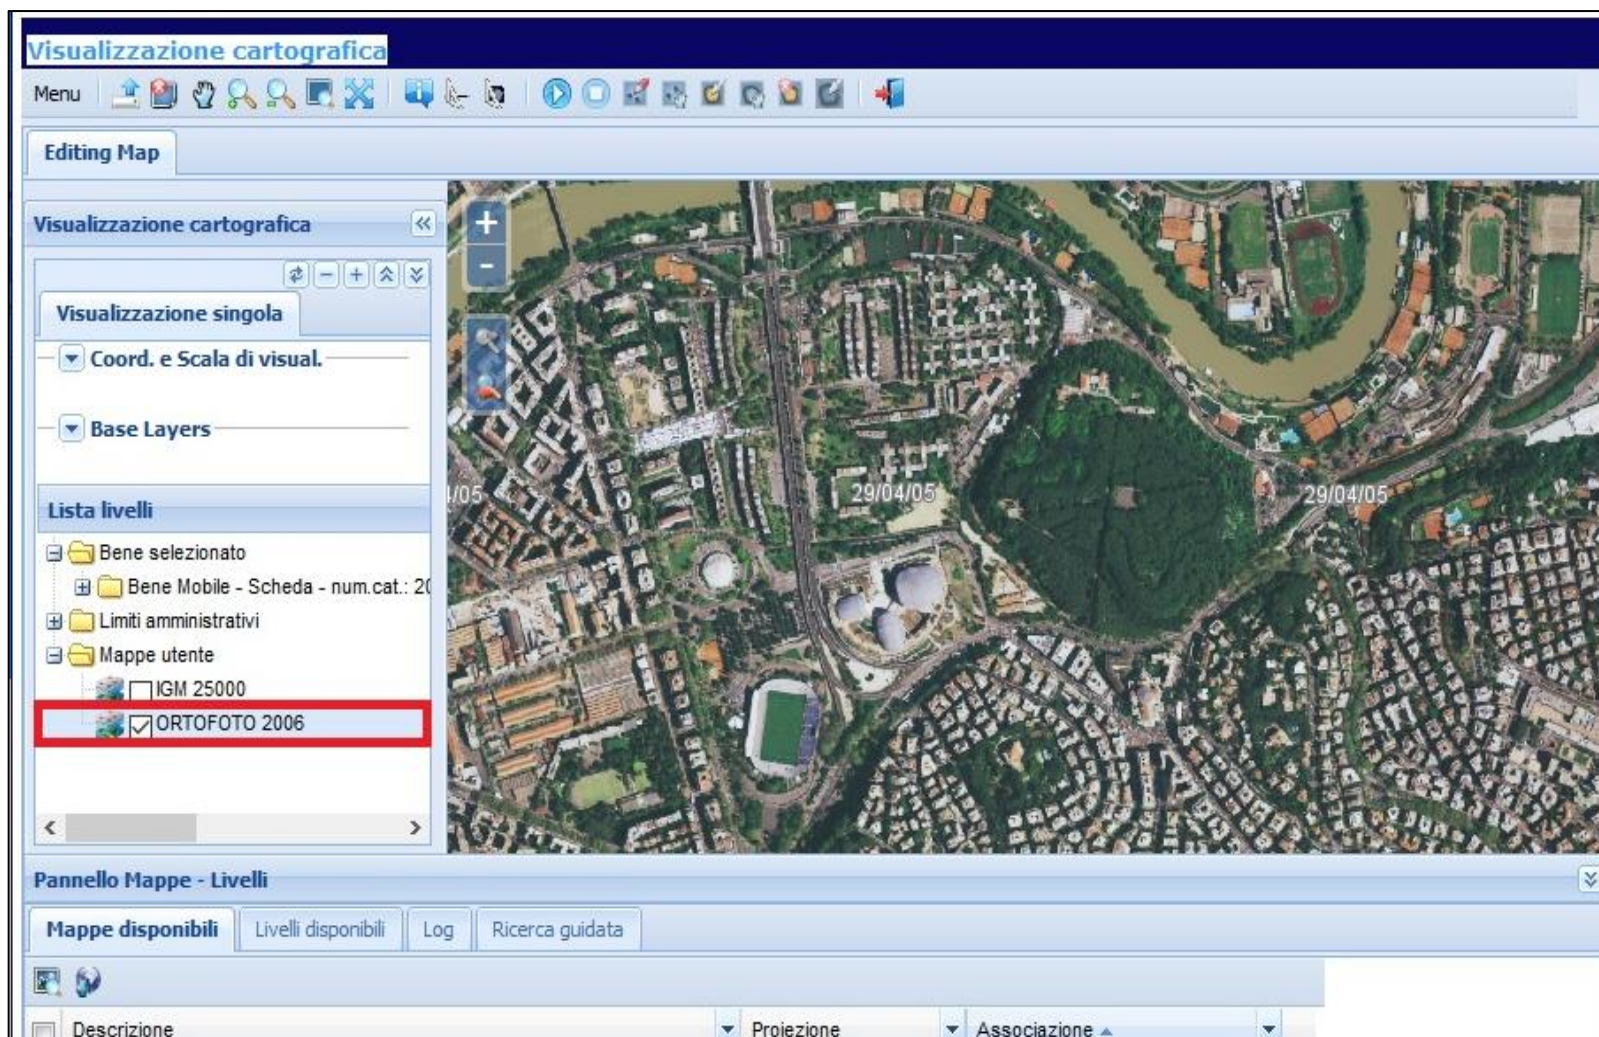 Visualizzazione cartografica
Menu
Editing Map
Visualizzazione cartografica
Visualizzazione singola
Coord. e Scala di visual.
Base Layers
Lista livelli
Bene selezionato
Bene Mobile - Scheda - num.cat.: 20
Limiti amministrativi
Mappe utente
IGM 25000
ORTOFOTO 2006
/05 29/04/05 29/04/05
Pannello Mappe - Livelli
Mappe disponibili Livelli disponibili Log Ricerca guidata
Descrizione Proiezione Associazione